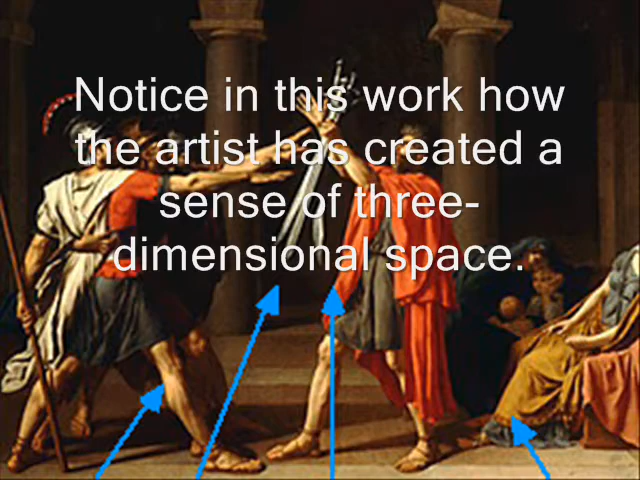 Notice in this work how
the artist has created a
sense of three-
dimensional space.